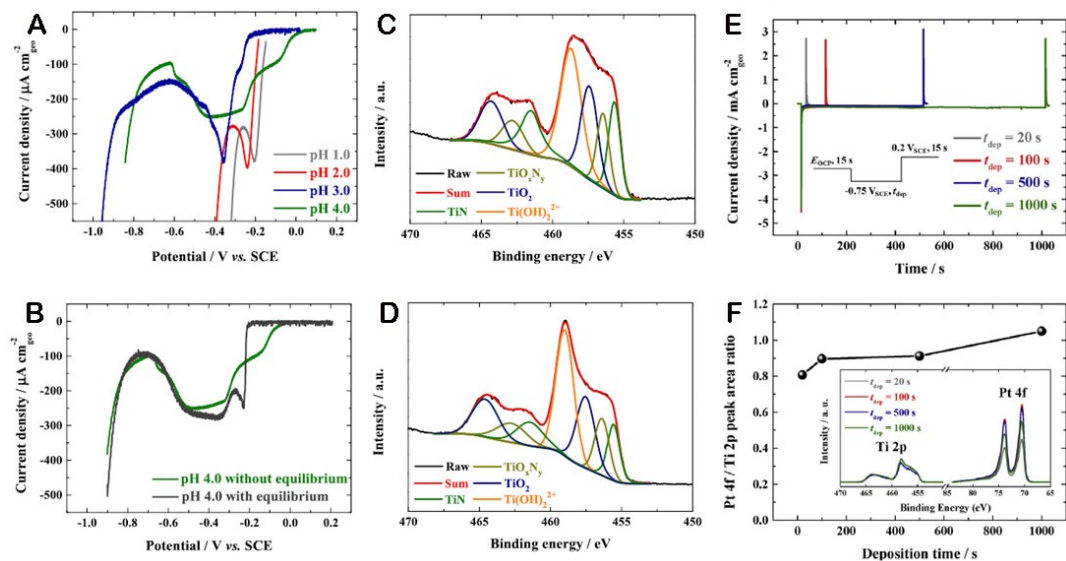 A
0
-100
-200
-300
-400
-500
Current density / µA cm⁻²geo
pH 1.0
pH 2.0
pH 3.0
pH 4.0
-1.0 -0.8 -0.6 -0.4 -0.2 0.0 0.2
Potential / V vs. SCE
B
0
-100
-200
-300
-400
-500
Current density / µA cm⁻²geo
pH 4.0 without equilibrium
pH 4.0 with equilibrium
-1.0 -0.8 -0.6 -0.4 -0.2 0.0 0.2
Potential / V vs. SCE
C
Intensity / a.u.
Raw TiOxNy
Sum TiO2
TiN Ti(OH)2²⁺
470 465 460 455 450
Binding energy / eV
D
Intensity / a.u.
Raw TiOxNy
Sum TiO2
TiN Ti(OH)2²⁺
470 465 460 455 450
Binding energy / eV
E
3
2
1
0
-1
-2
-3
-4
-5
Current density / mA cm⁻²geo
EOCP, 15 s
0.2 VSCE, 15 s
-0.75 VSCE, tdep
tdep = 20 s
tdep = 100 s
tdep = 500 s
tdep = 1000 s
0 200 400 600 800 1000
Time / s
F
1.2
1.0
0.8
0.6
0.4
0.2
0.0
Pt 4f / Ti 2p peak area ratio
tdep = 20 s
tdep = 100 s
tdep = 500 s
tdep = 1000 s
Pt 4f
Ti 2p
Intensity / a. u.
470 465 460 455 85 80 75 70 65
Binding Energy (eV)
0 200 400 600 800 1000
Deposition time / s